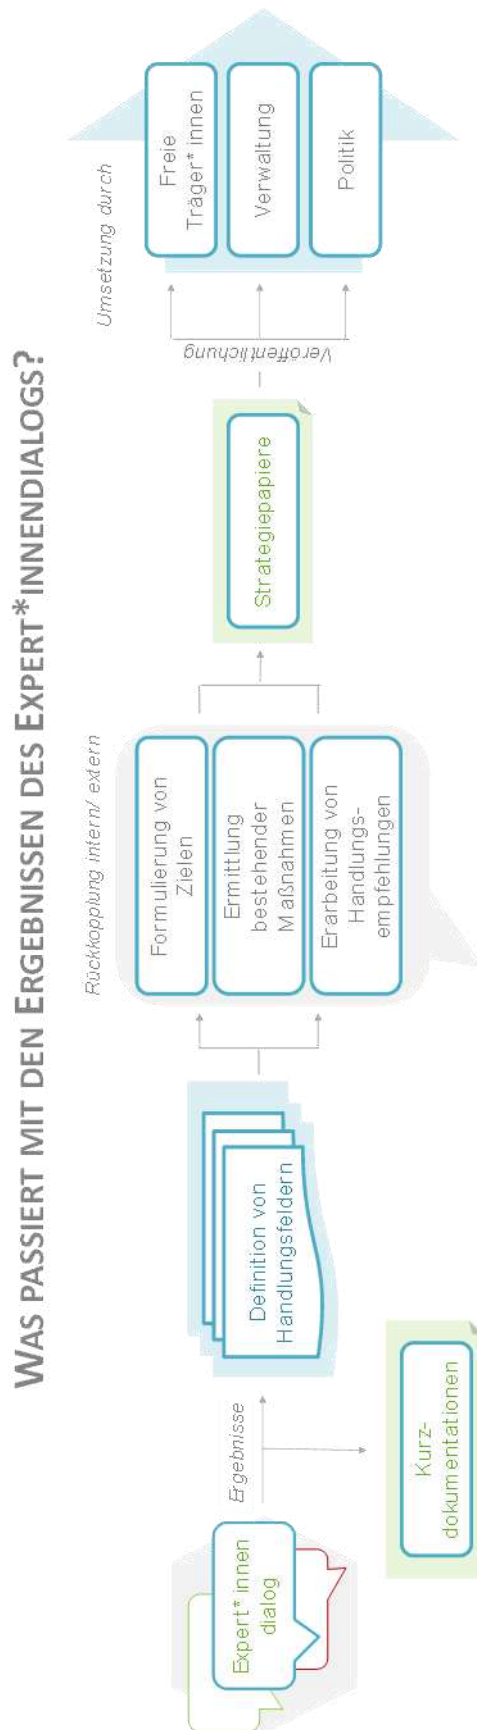 WAS PASSIERT MIT DEN ERGEBNISSEN DES EXPERT*INNENDIALOGS?
Expert*innen
dialog
Ergebnisse
Kurz-
dokumentationen
Definition von
Handlungsfeldern
Rückkopplung intern/ extern
Formulierung von
Zielen
Ermittlung
bestehender
Maßnahmen
Erarbeitung von
Handlungs-
empfehlungen
Strategiepapiere
Veröffentlichung
Umsetzung durch
Freie
Träger*innen
Verwaltung
Politik